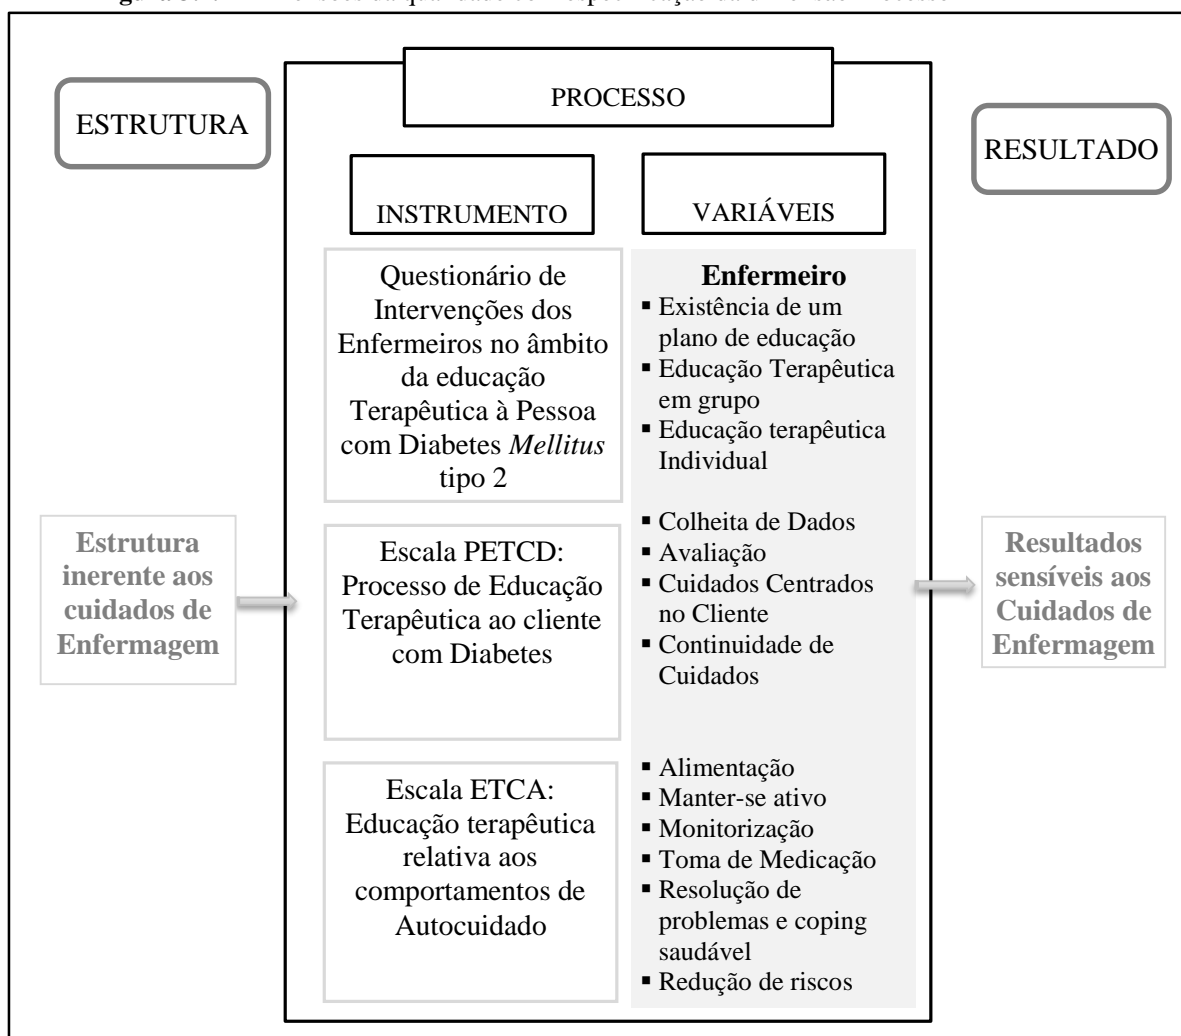 PROCESSO
ESTRUTURA
RESULTADO
INSTRUMENTO
VARIÁVEIS
Questionário de
Intervenções dos
Enfermeiros no âmbito
da educação
Terapêutica à Pessoa
com Diabetes Mellitus
tipo 2
Enfermeiro
▪ Existência de um
plano de educação
▪ Educação Terapêutica
em grupo
▪ Educação terapêutica
Individual
Estrutura
inerente aos
cuidados de
Enfermagem
Escala PETCD:
Processo de Educação
Terapêutica ao cliente
com Diabetes
▪ Colheita de Dados
▪ Avaliação
▪ Cuidados Centrados
no Cliente
▪ Continuidade de
Cuidados
Resultados
sensíveis aos
Cuidados de
Enfermagem
Escala ETCA:
Educação terapêutica
relativa aos
comportamentos de
Autocuidado
▪ Alimentação
▪ Manter-se ativo
▪ Monitorização
▪ Toma de Medicação
▪ Resolução de
problemas e coping
saudável
▪ Redução de riscos